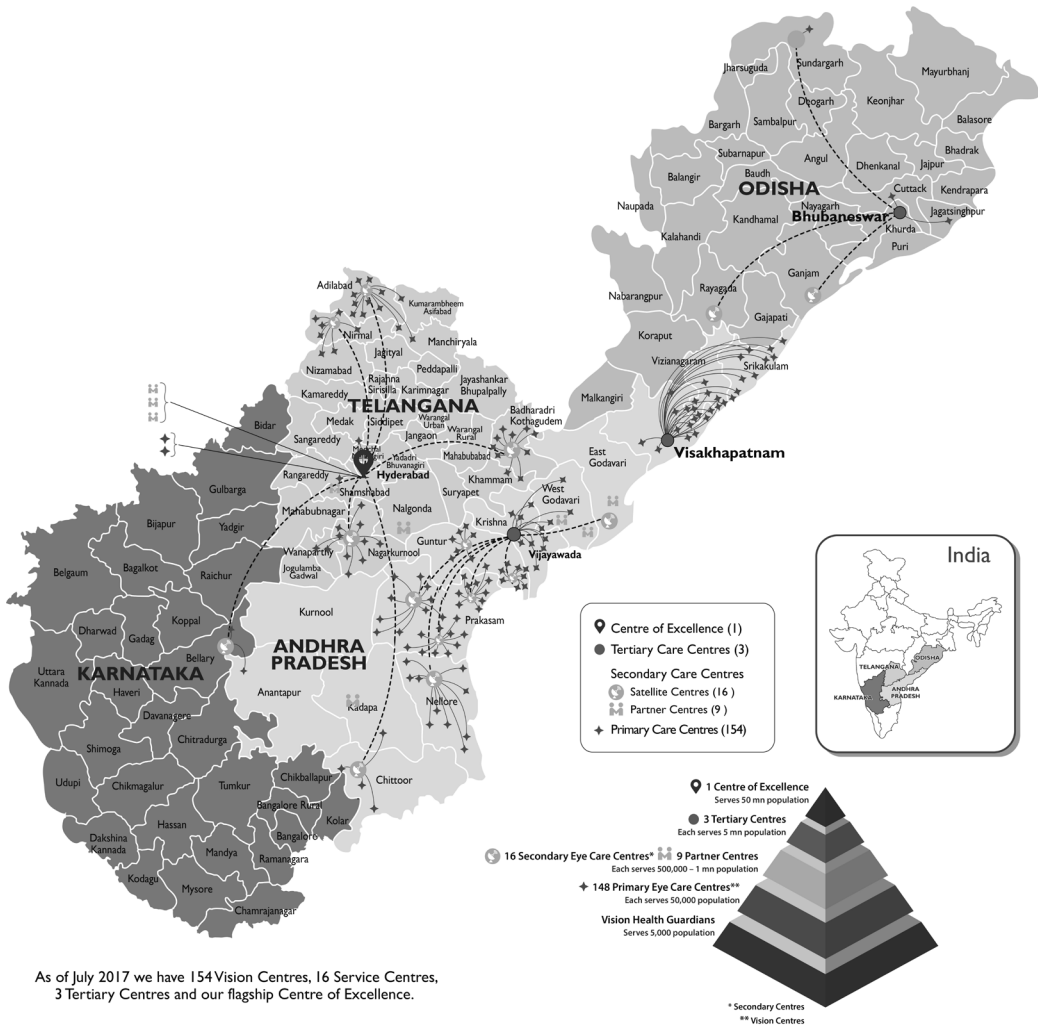 Jharsuguda
Sundargarh
Mayurbhanj
Deogarh
Keonjhar
Bargarh
Sambalpur
Balasore
Subarnapur
Angul
Dhenkanal
Bhadrak
Jajpur
Balangir
Baudh
ODISHA
Cuttack
Kendrapara
Naupada
Kandhamal
Nayagarh
Bhubaneswar
Jagatsinghpur
Khurda
Puri
Kalahandi
Ganjam
Rayagada
Nabarangpur
Gajapati
Koraput
Vizianagaram
Srikakulam
Malkangiri
Visakhapatnam
Adilabad
Kumarambheem
Asifabad
Nirmal
Manchiryala
Jagityal
Nizamabad
Peddapalli
Rajanna
Sirisilla
Karimnagar
Jayashankar
Bhupalpally
Kamareddy
TELANGANA
Medak
Siddipet
Warangal
Urban
Warangal
Rural
Badharadri
Kothagudem
Jangaon
Sangareddy
Yadadri
Bhuvanagiri
Mahabubabad
Hyderabad
Rangareddy
Shamshabad
Khammam
Suryapet
East
Godavari
West
Godavari
Mahabubnagar
Nalgonda
Krishna
Wanaparthy
Nagarkurnool
Guntur
Vijayawada
Jogulamba
Gadwal
Kurnool
Prakasam
ANDHRA
PRADESH
Anantapur
Kadapa
Nellore
Chittoor
Bidar
Gulbarga
Bijapur
Yadgir
Belgaum
Bagalkot
Raichur
Koppal
Dharwad
Gadag
Bellary
Uttara
Kannada
KARNATAKA
Haveri
Davanagere
Chitradurga
Shimoga
Udupi
Chikmagalur
Tumkur
Chikballapur
Bangalore Rural
Kolar
Hassan
Bangalore
Dakshina
Kannada
Mandya
Ramanagara
Kodagu
Mysore
Chamrajanagar
Centre of Excellence (1)
Tertiary Care Centres (3)
Secondary Care Centres
Satellite Centres (16 )
Partner Centres (9 )
Primary Care Centres (154)
India
TELANGANA
ODISHA
KARNATAKA
ANDHRA
PRADESH
1 Centre of Excellence
Serves 50 mn population
3 Tertiary Centres
Each serves 5 mn population
16 Secondary Eye Care Centres* 9 Partner Centres
Each serves 500,000 – 1 mn population
148 Primary Eye Care Centres**
Each serves 50,000 population
Vision Health Guardians
Serves 5,000 population
* Secondary Centres
** Vision Centres
As of July 2017 we have 154 Vision Centres, 16 Service Centres,
3 Tertiary Centres and our flagship Centre of Excellence.